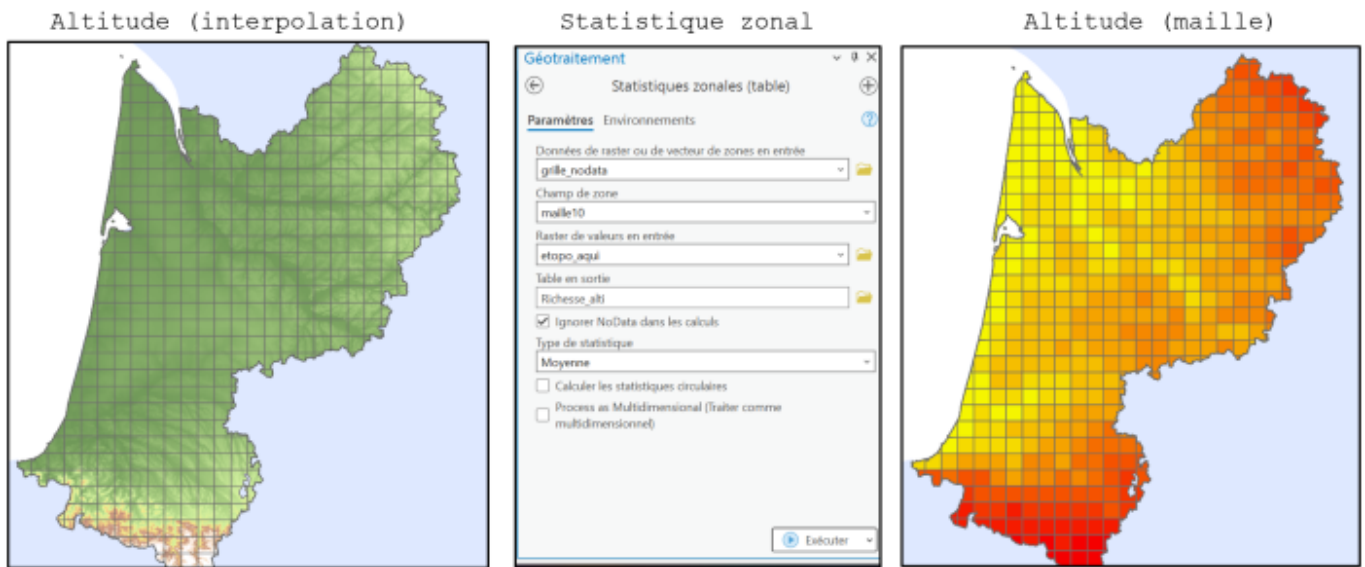 Altitude (interpolation)
Statistique zonal
Altitude (maille)
Géotraitement
Statistiques zonales (table)
Paramètres Environnements
Données de raster ou de vecteur de zones en entrée
grille_nodata
Champ de zone
maille10
Raster de valeurs en entrée
etopo_aqui
Table en sortie
Richesse_alti
Ignorer NoData dans les calculs
Type de statistique
Moyenne
Calculer les statistiques circulaires
Process as Multidimensional (Traiter comme
multidimensionnel)
Exécuter